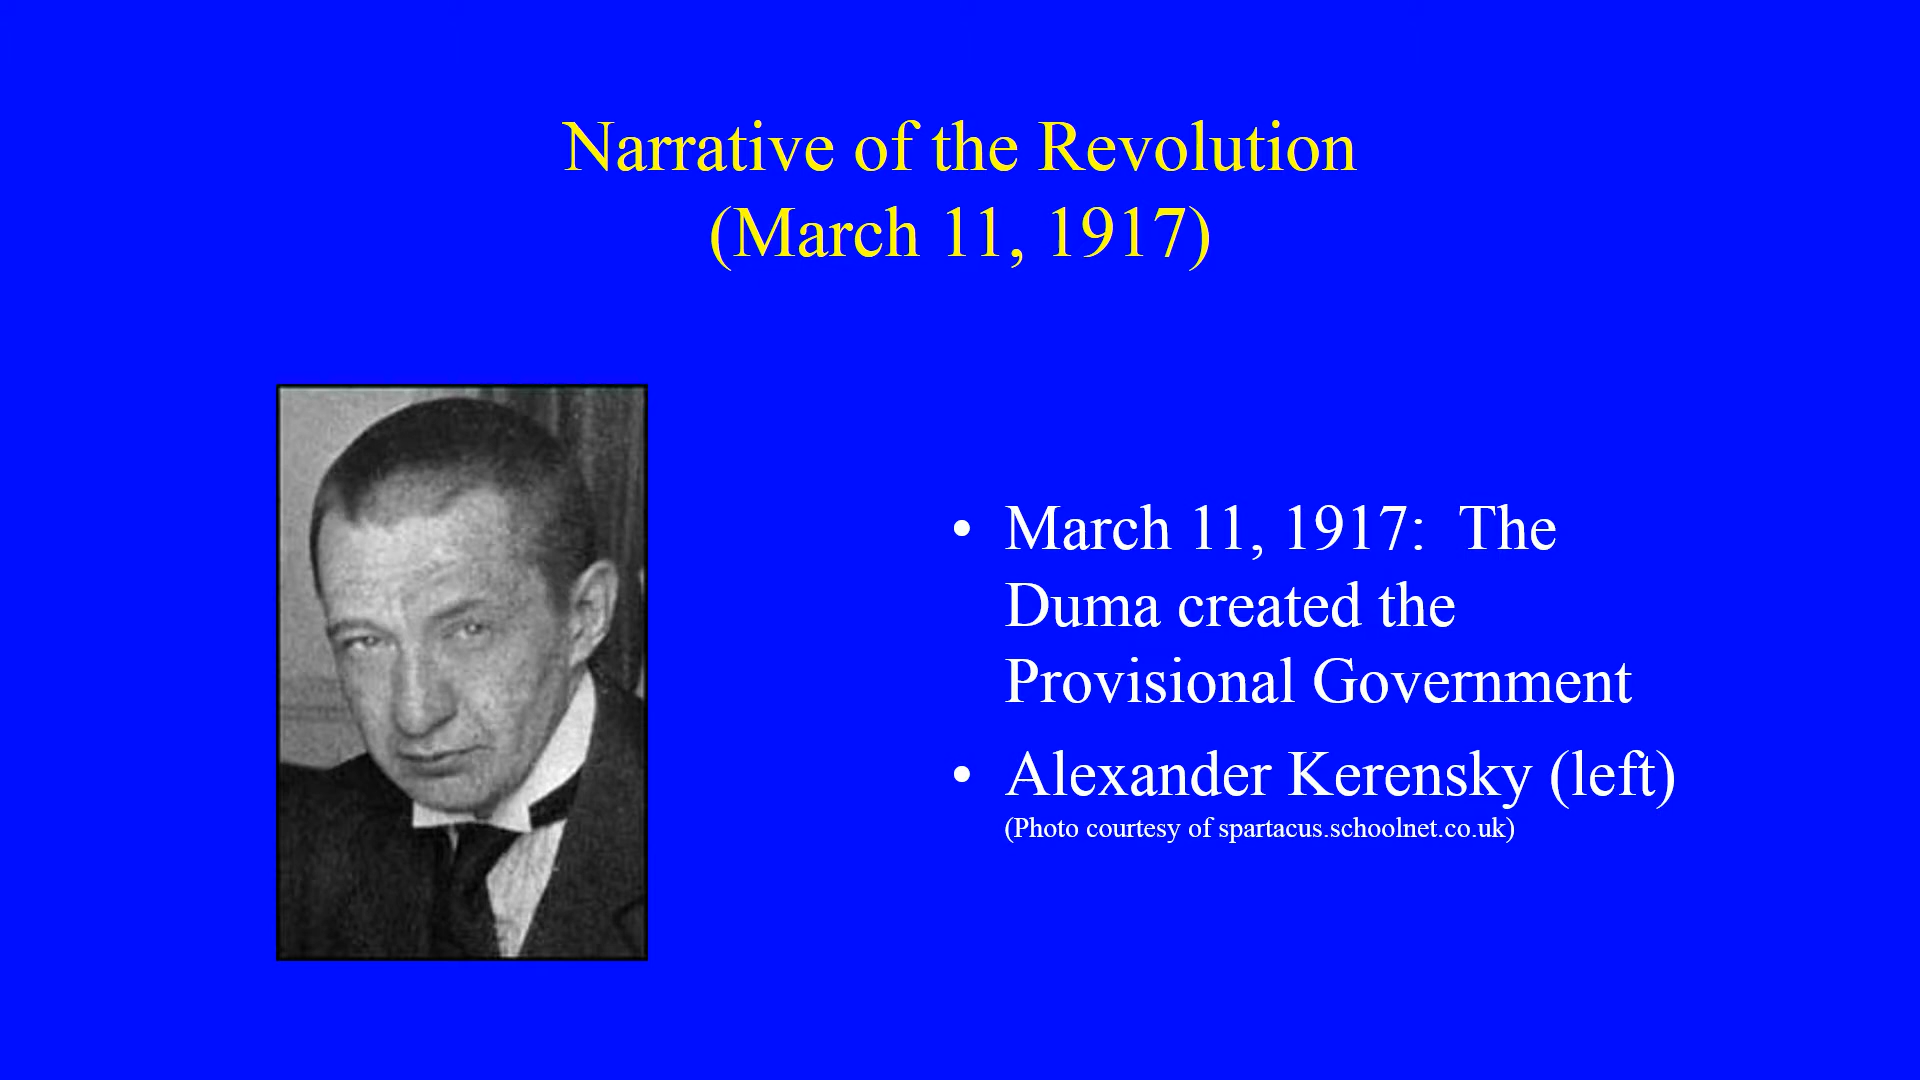 Narrative of the Revolution
(March 11, 1917)
• March 11, 1917:  The
Duma created the
Provisional Government
• Alexander Kerensky (left)
(Photo courtesy of spartacus.schoolnet.co.uk)